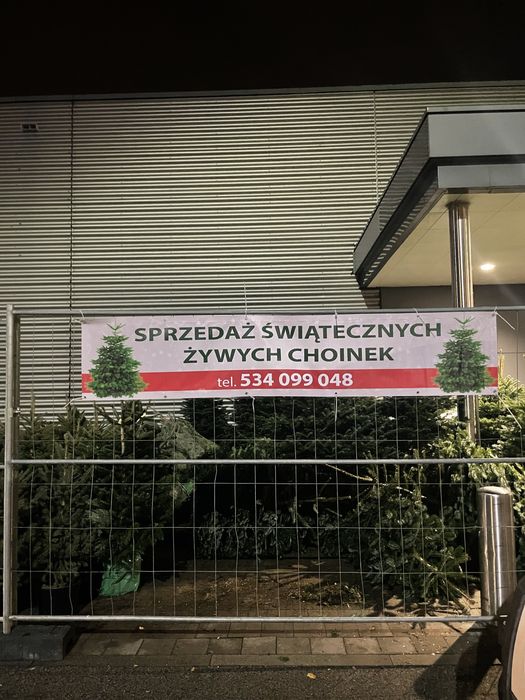 SPRZEDAŻ ŚWIĄTECZNYCH
ŻYWYCH CHOINEK
tel. 534 099 048